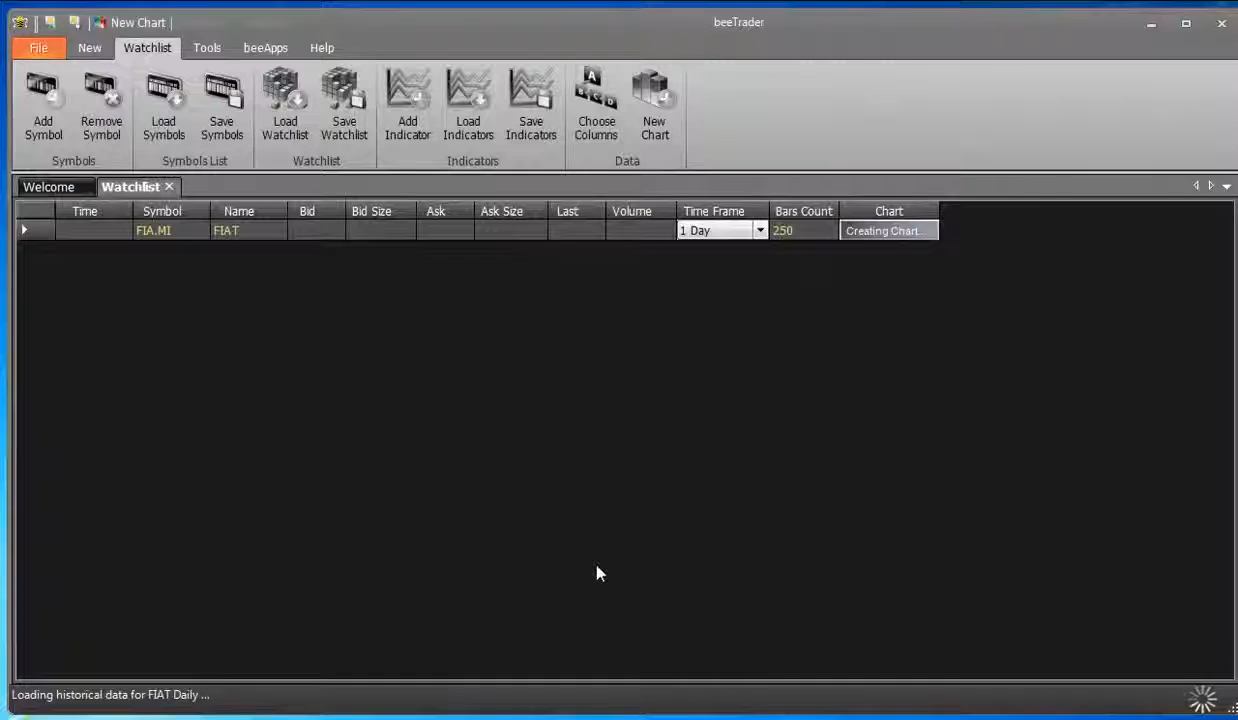 New Chart
beeTrader
File New Watchlist Tools beeApps Help
Add Symbol
Remove Symbol
Load Symbols
Save Symbols
Load Watchlist
Save Watchlist
Add Indicator
Load Indicators
Save Indicators
Choose Columns
New Chart
Symbols Symbols List Watchlist Indicators Data
Welcome Watchlist
Time Symbol Name Bid Bid Size Ask Ask Size Last Volume Time Frame Bars Count Chart
FIA.MI FIAT 1 Day 250 Creating Chart...
Loading historical data for FIAT Daily ...